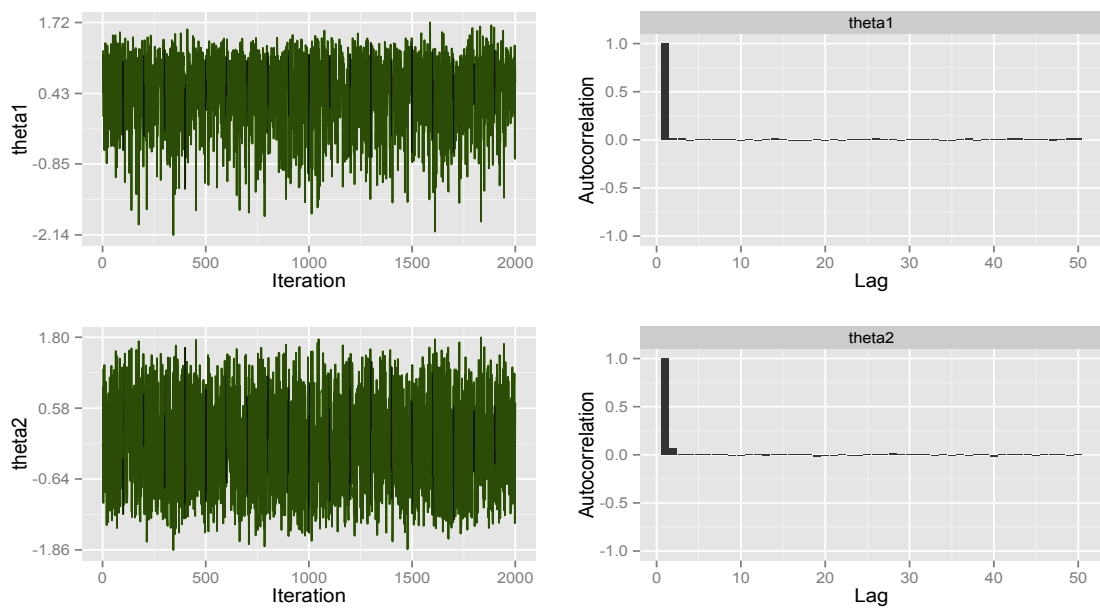 1.72
0.43
-0.85
-2.14
theta1
0 500 1000 1500 2000
Iteration
theta1
1.0
0.5
0.0
-0.5
-1.0
Autocorrelation
0 10 20 30 40 50
Lag
1.80
0.58
-0.64
-1.86
theta2
0 500 1000 1500 2000
Iteration
theta2
1.0
0.5
0.0
-0.5
-1.0
Autocorrelation
0 10 20 30 40 50
Lag